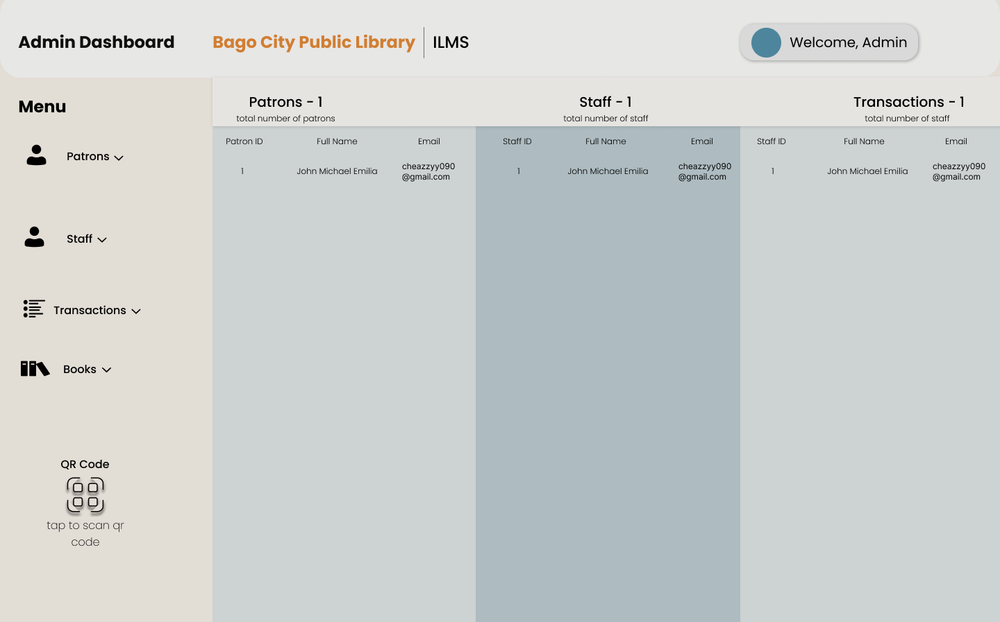 Admin Dashboard
Bago City Public Library
ILMS
Welcome, Admin
Menu
Patrons
Staff
Transactions
Books
QR Code
tap to scan qr
code
Patrons - 1
total number of patrons
Staff - 1
total number of staff
Transactions - 1
total number of staff
Patron ID Full Name Email
1 John Michael Emilia cheazzyy090
@gmail.com
Staff ID Full Name Email
1 John Michael Emilia cheazzyy090
@gmail.com
Staff ID Full Name Email
1 John Michael Emilia cheazzyy090
@gmail.com